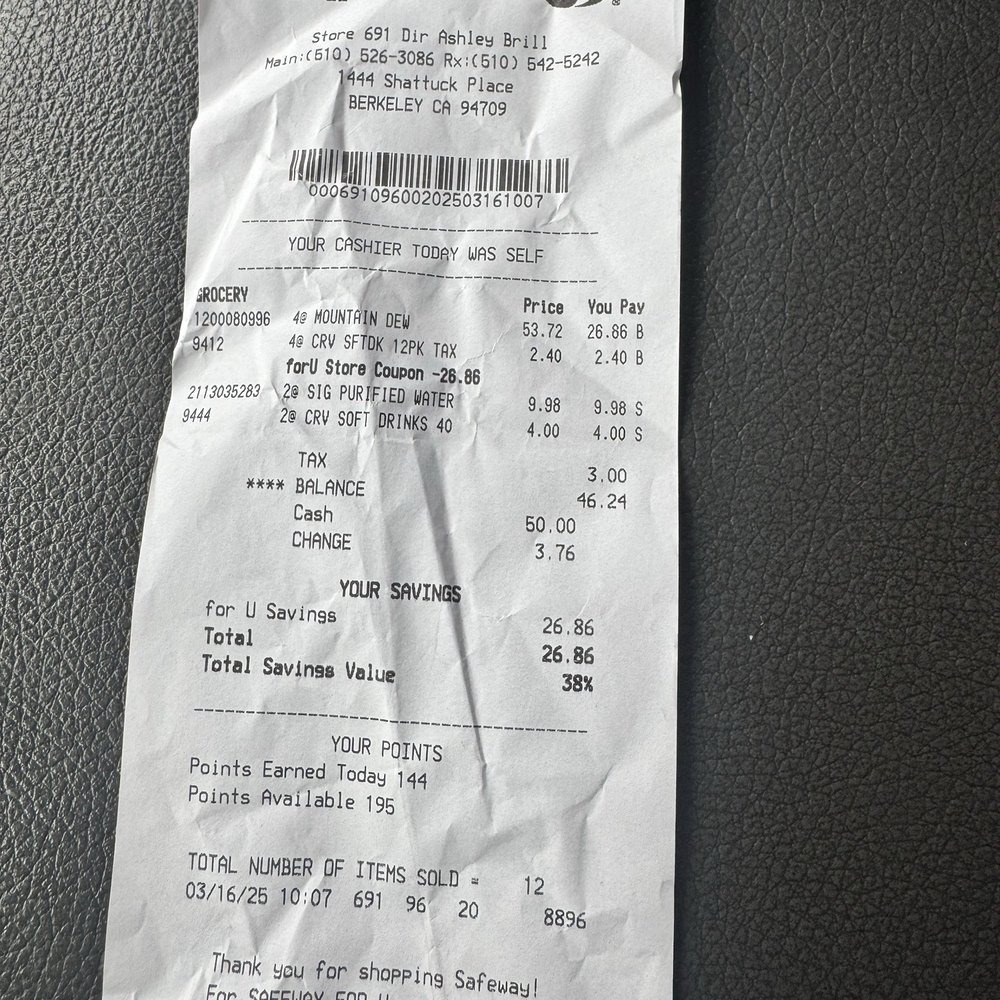 Store 691 Dir Ashley Brill
Main:(510) 526-3086 Rx:(510) 542-5242
1444 Shattuck Place
BERKELEY CA 94709
00069109600202503161007
YOUR CASHIER TODAY WAS SELF
GROCERY Price You Pay
1200080996 4@ MOUNTAIN DEW 53.72 26.86 B
9412 4@ CRV SFTDK 12PK TAX 2.40 2.40 B
forU Store Coupon -26.86
2113035283 2@ SIG PURIFIED WATER 9.98 9.98 S
9444 2@ CRV SOFT DRINKS 40 4.00 4.00 S
TAX 3.00
**** BALANCE 46.24
Cash 50.00
CHANGE 3.76
YOUR SAVINGS
for U Savings 26.86
Total 26.86
Total Savings Value 38%
YOUR POINTS
Points Earned Today 144
Points Available 195
TOTAL NUMBER OF ITEMS SOLD = 12
03/16/25 10:07 691 96 20 8896
Thank you for shopping Safeway!
For SAFEWAY FOR U